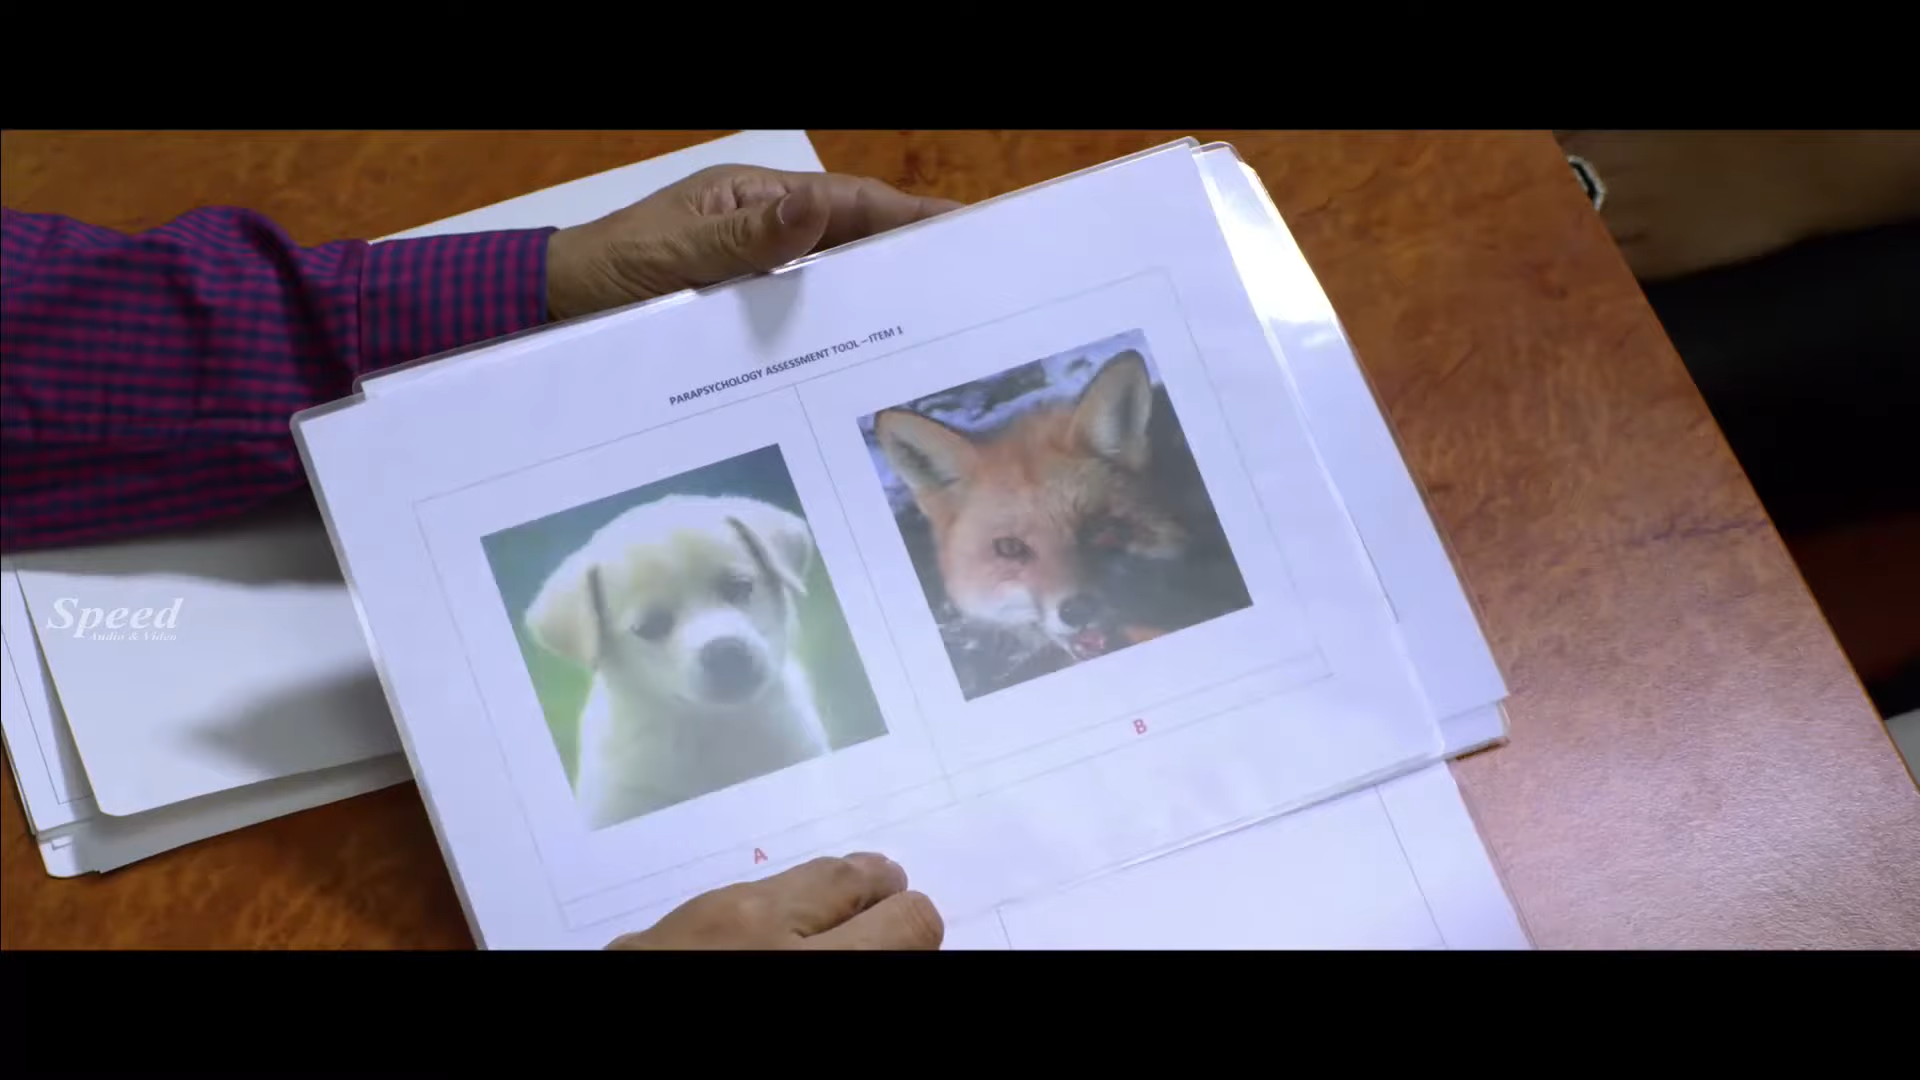 PARAPSYCHOLOGY ASSESSMENT TOOL – ITEM 1
A
B
Speed
Audio & Video